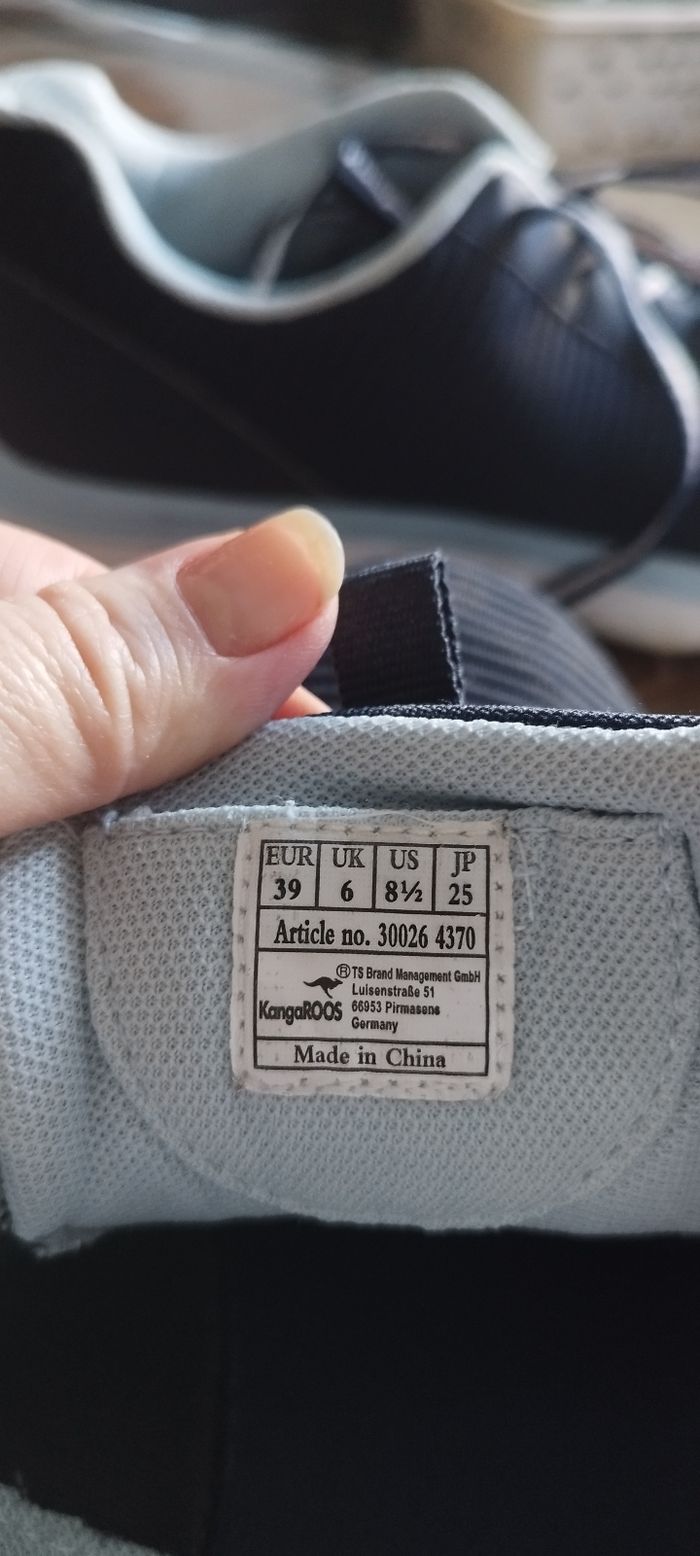 EUR UK US JP
39 6 8½ 25
Article no. 30026 4370
® TS Brand Management GmbH
Luisenstraße 51
KangaROOS 66953 Pirmasens
Germany
Made in China